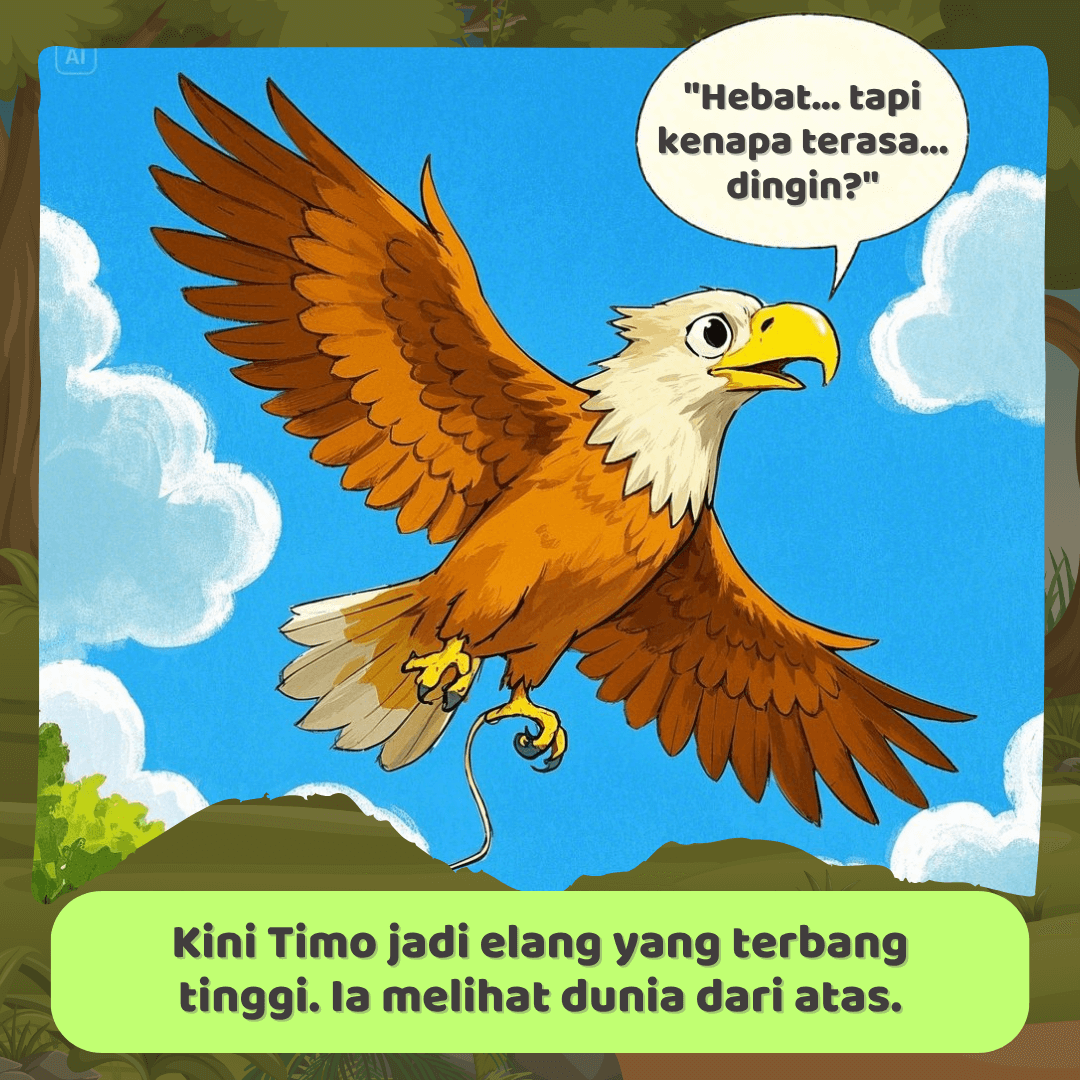 AI
"Hebat... tapi
kenapa terasa...
dingin?"
Kini Timo jadi elang yang terbang
tinggi. Ia melihat dunia dari atas.